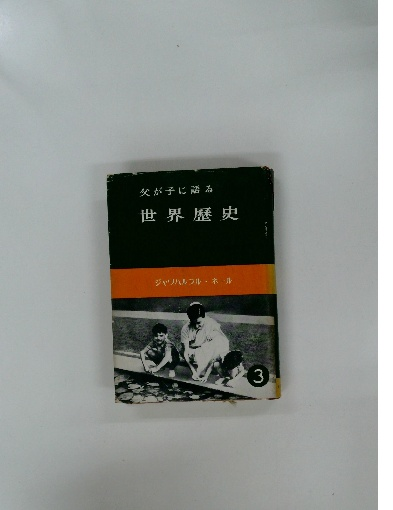 父が子に語る
世界歴史
ジャワハルラル・ネール
3